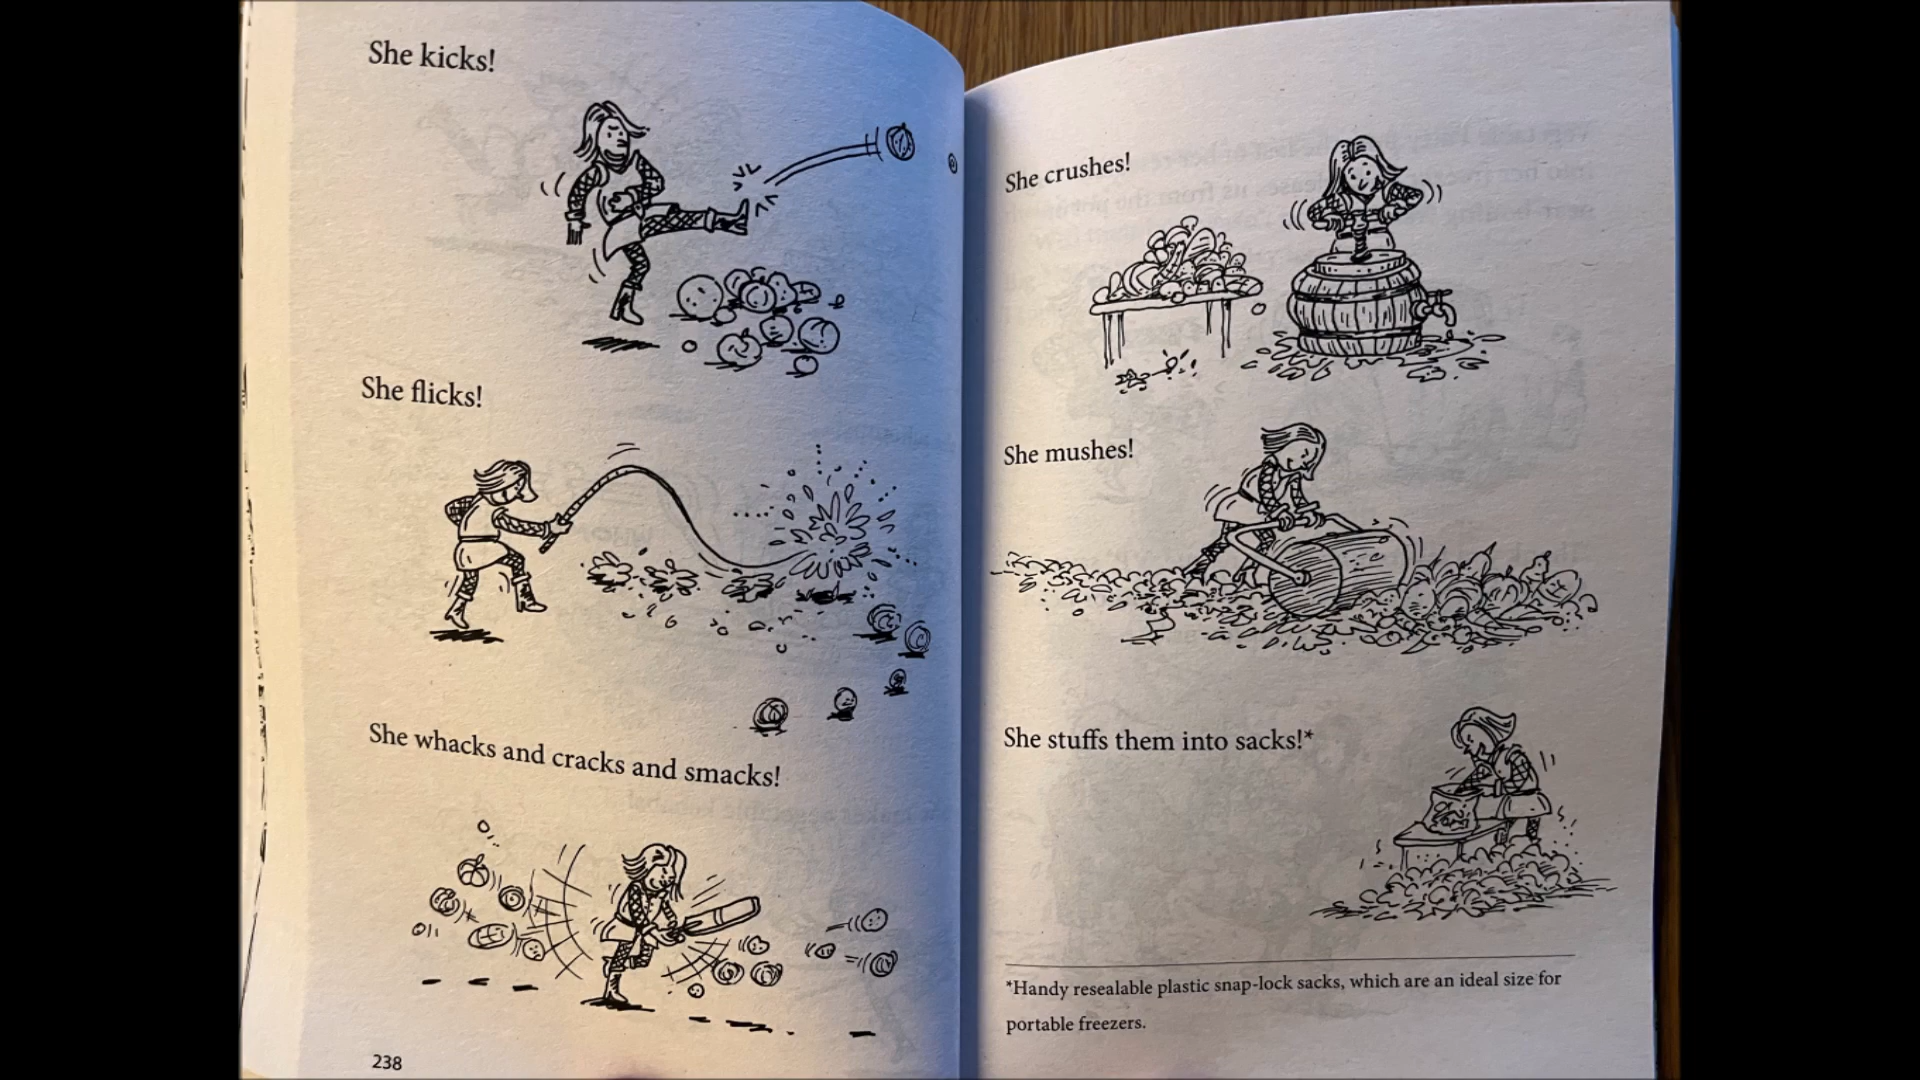 She kicks!
She flicks!
She whacks and cracks and smacks!
238
She crushes!
She mushes!
She stuffs them into sacks!*
*Handy resealable plastic snap-lock sacks, which are an ideal size for
portable freezers.